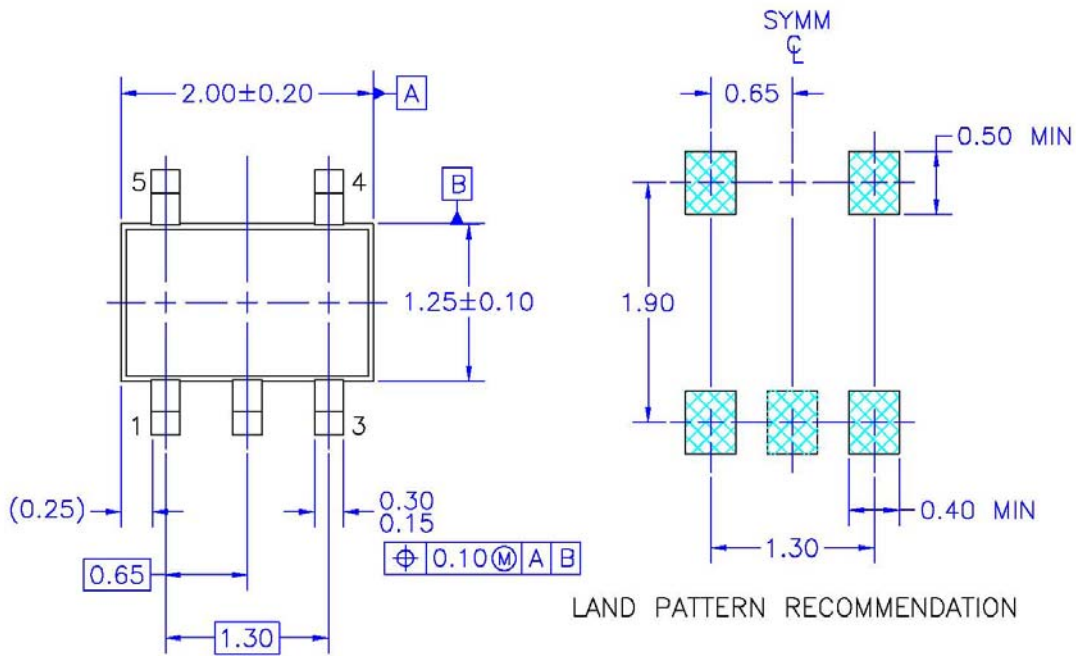 SYMM
CL
2.00±0.20
A
0.65
0.50 MIN
5
4
B
1.25±0.10
1.90
1
3
(0.25)
0.30
0.15
0.40 MIN
⌖ 0.10Ⓜ A B
0.65
1.30
1.30
LAND PATTERN RECOMMENDATION